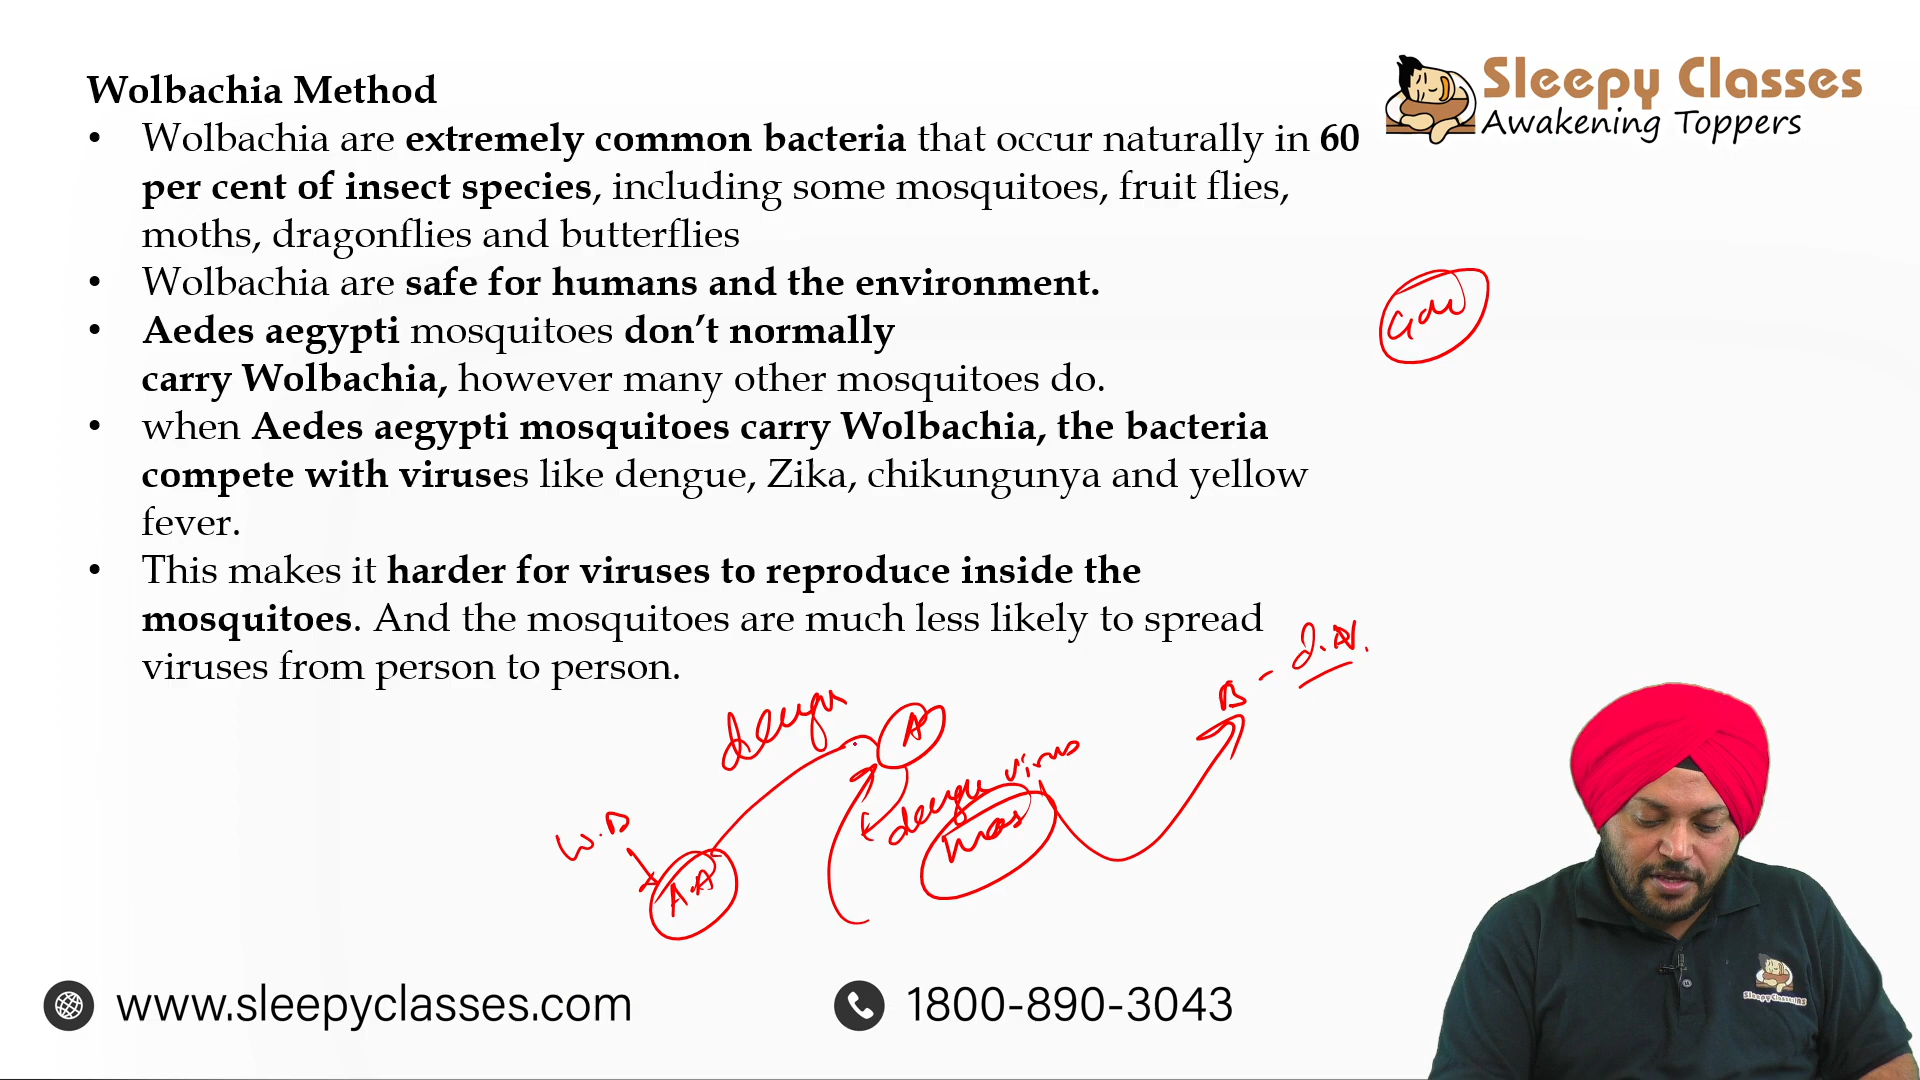 Sleepy Classes
Awakening Toppers
Wolbachia Method
• Wolbachia are extremely common bacteria that occur naturally in 60
per cent of insect species, including some mosquitoes, fruit flies,
moths, dragonflies and butterflies
• Wolbachia are safe for humans and the environment.
• Aedes aegypti mosquitoes don’t normally
carry Wolbachia, however many other mosquitoes do.
• when Aedes aegypti mosquitoes carry Wolbachia, the bacteria
compete with viruses like dengue, Zika, chikungunya and yellow
fever.
• This makes it harder for viruses to reproduce inside the
mosquitoes. And the mosquitoes are much less likely to spread
viruses from person to person.
B
A
dengue virus
mos
W.B
A.A
www.sleepyclasses.com
1800-890-3043